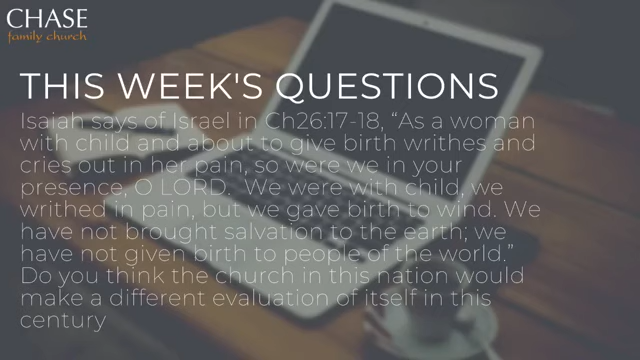 CHASE
family church
THIS WEEK'S QUESTIONS
Isaiah says of Israel in Ch26:17-18, “As a woman
with child and about to give birth writhes and
cries out in her pain, so were we in your
presence, O LORD. We were with child, we
writhed in pain, but we gave birth to wind. We
have not brought salvation to the earth; we
have not given birth to people of the world.”
Do you think the church in this nation would
make a different evaluation of itself in this
century